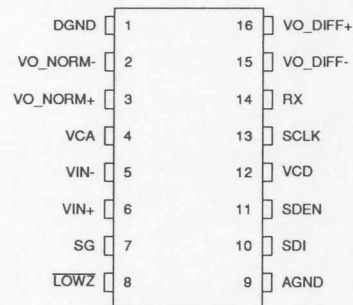 DGND 1 16 VO_DIFF+
VO_NORM- 2 15 VO_DIFF-
VO_NORM+ 3 14 RX
VCA 4 13 SCLK
VIN- 5 12 VCD
VIN+ 6 11 SDEN
SG 7 10 SDI
LOWZ 8 9 AGND